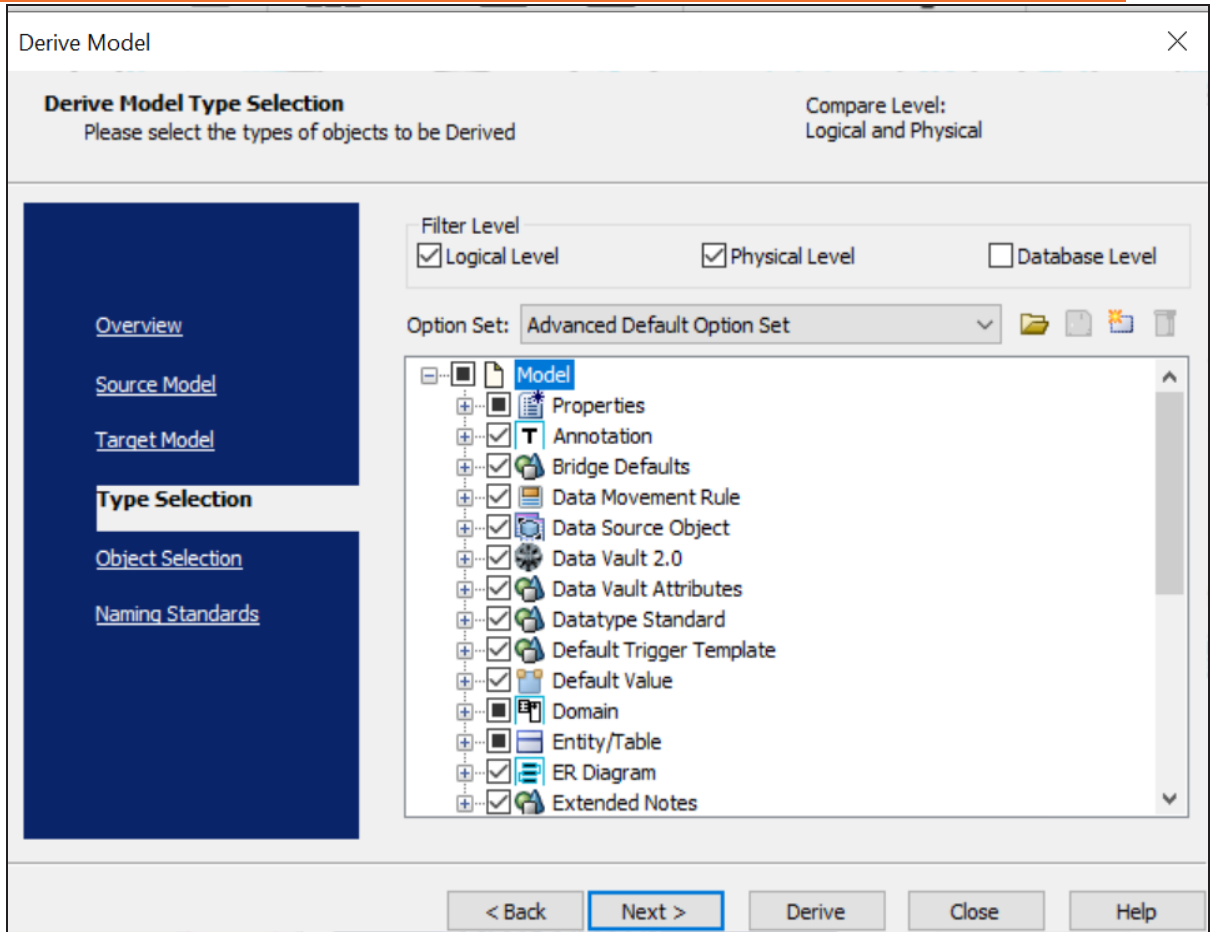 Derive Model
Derive Model Type Selection
Please select the types of objects to be Derived
Compare Level:
Logical and Physical
Overview
Source Model
Target Model
Type Selection
Object Selection
Naming Standards
Filter Level
Logical Level
Physical Level
Database Level
Option Set: Advanced Default Option Set
Model
Properties
T Annotation
Bridge Defaults
Data Movement Rule
Data Source Object
Data Vault 2.0
Data Vault Attributes
Datatype Standard
Default Trigger Template
Default Value
Domain
Entity/Table
ER Diagram
Extended Notes
< Back
Next >
Derive
Close
Help